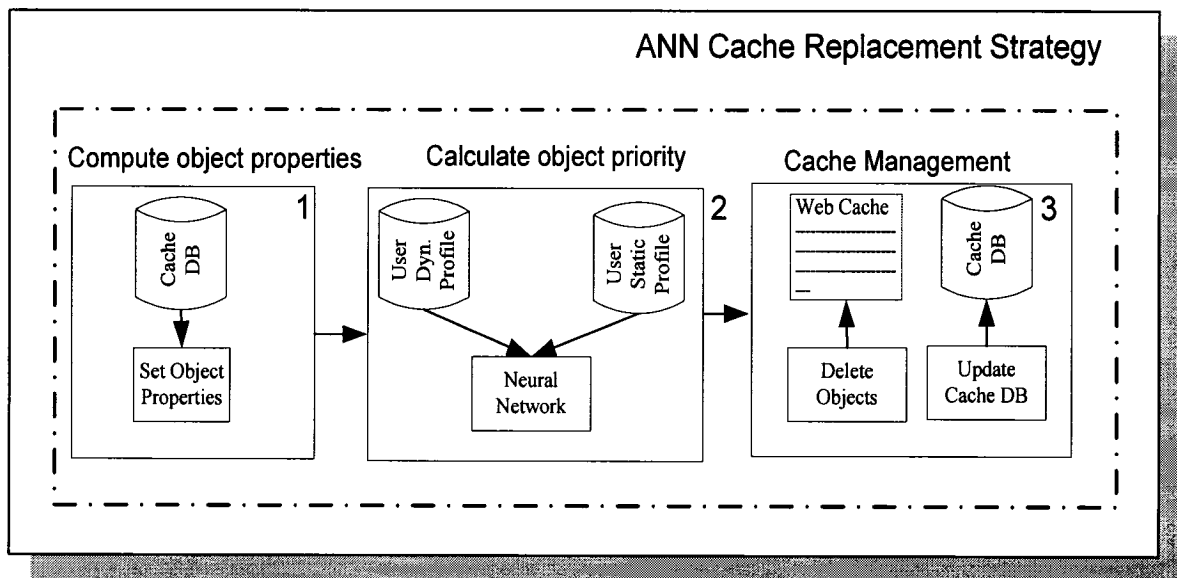 ANN Cache Replacement Strategy
Compute object properties
1
Cache
DB
Set Object
Properties
Calculate object priority
2
User
Dyn.
Profile
User
Static
Profile
Neural
Network
Cache Management
3
Web Cache
Cache
DB
Delete
Objects
Update
Cache DB